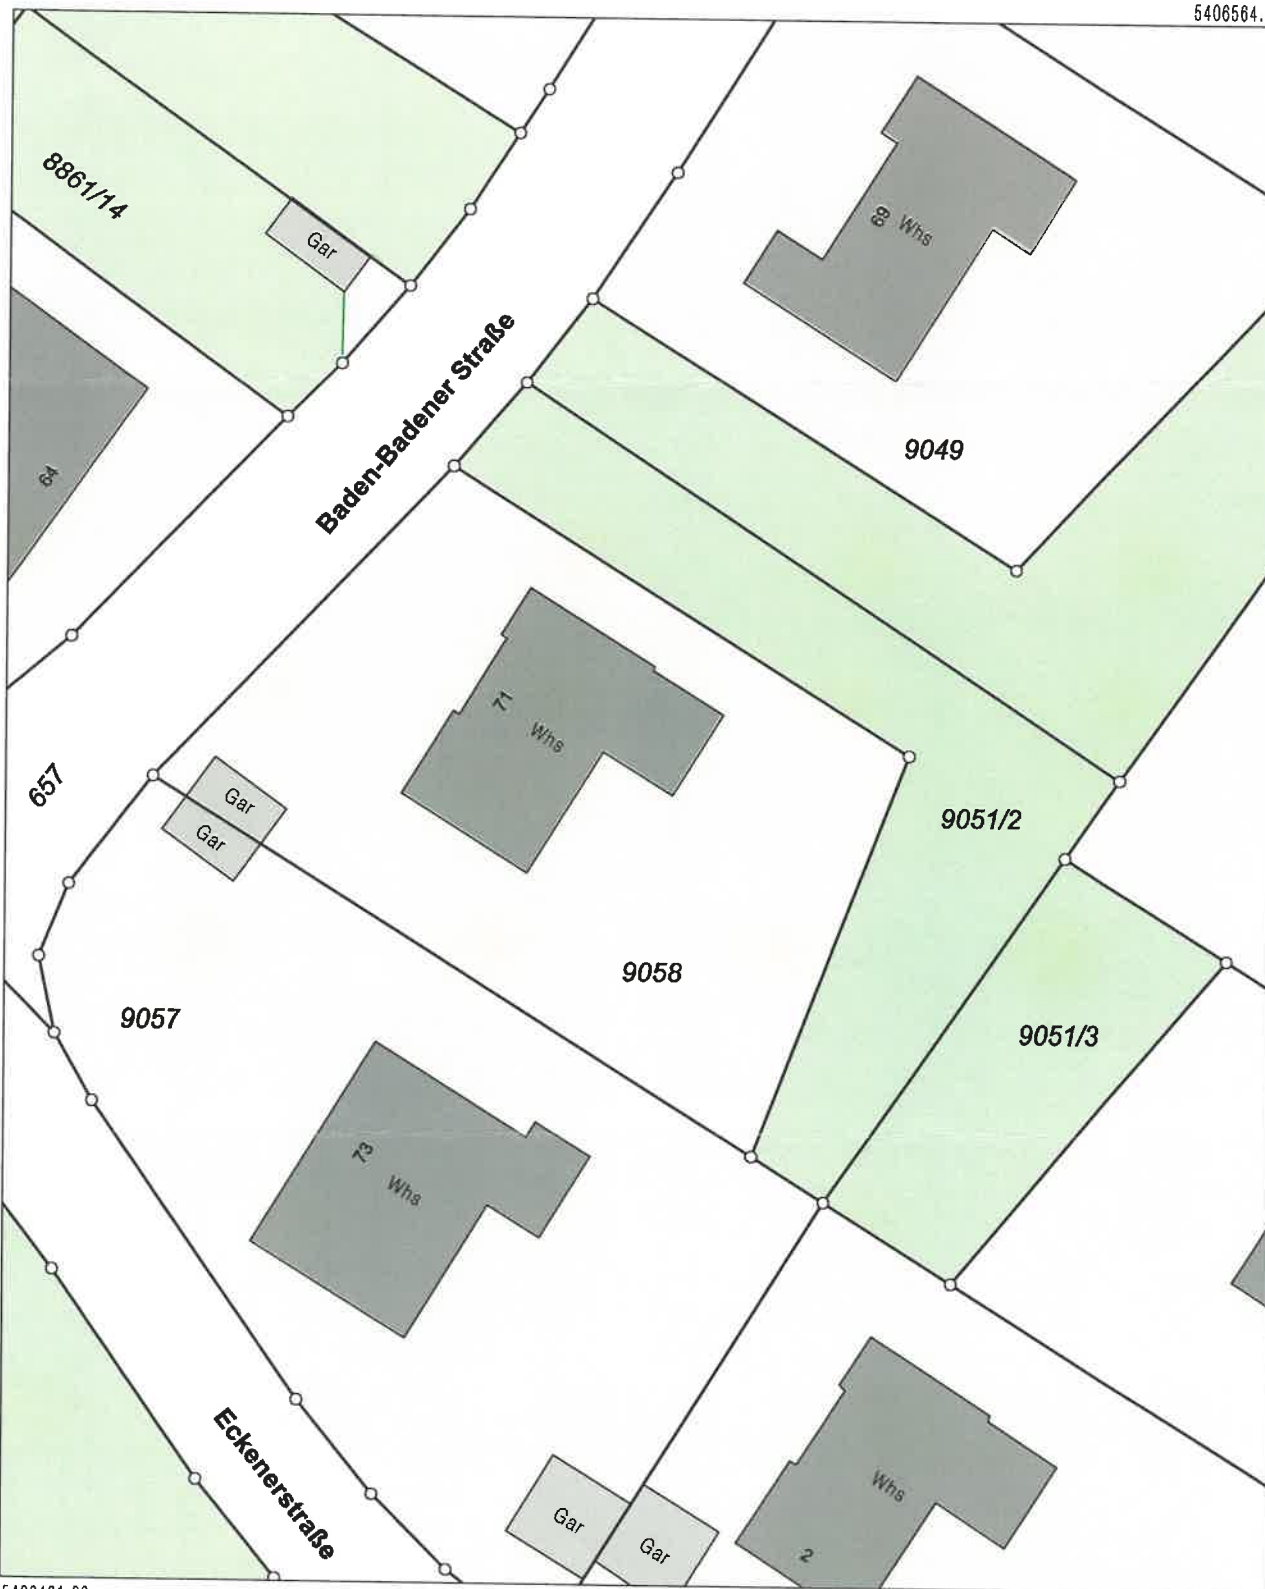 5406564.
8861/14
Gar
69
Whs
Baden-Badener Straße
9049
64
71
Whs
657
Gar
Gar
9051/2
9058
9057
9051/3
73
Whs
Eckenerstraße
Gar
Gar
Whs
2